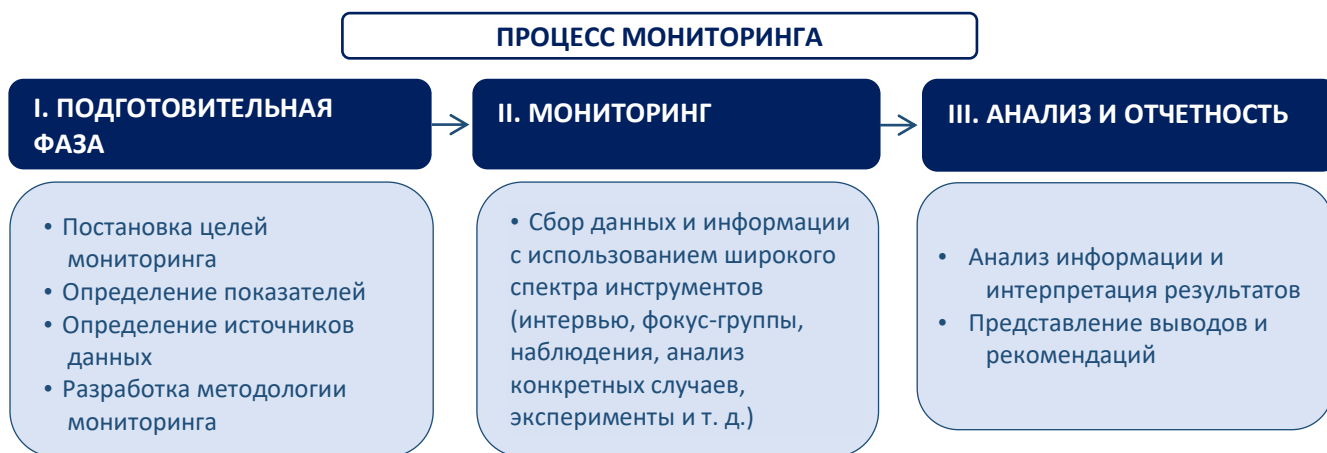 ПРОЦЕСС МОНИТОРИНГА
I. ПОДГОТОВИТЕЛЬНАЯ
ФАЗА
• Постановка целей
мониторинга
• Определение показателей
• Определение источников
данных
• Разработка методологии
мониторинга
II. МОНИТОРИНГ
• Сбор данных и информации
с использованием широкого
спектра инструментов
(интервью, фокус-группы,
наблюдения, анализ
конкретных случаев,
эксперименты и т. д.)
III. АНАЛИЗ И ОТЧЕТНОСТЬ
• Анализ информации и
интерпретация результатов
• Представление выводов и
рекомендаций